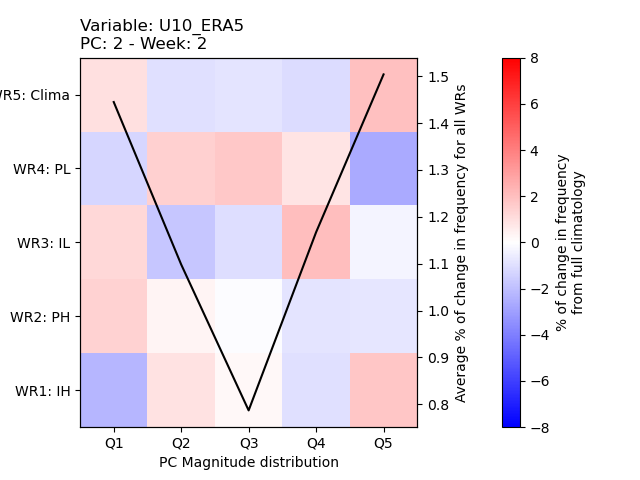 Variable: U10_ERA5
PC: 2 - Week: 2
WR5: Clima
WR4: PL
WR3: IL
WR2: PH
WR1: IH
Q1 Q2 Q3 Q4 Q5
PC Magnitude distribution
1.5
1.4
1.3
1.2
1.1
1.0
0.9
0.8
Average % of change in frequency for all WRs
8
6
4
2
0
−2
−4
−6
−8
% of change in frequency
from full climatology